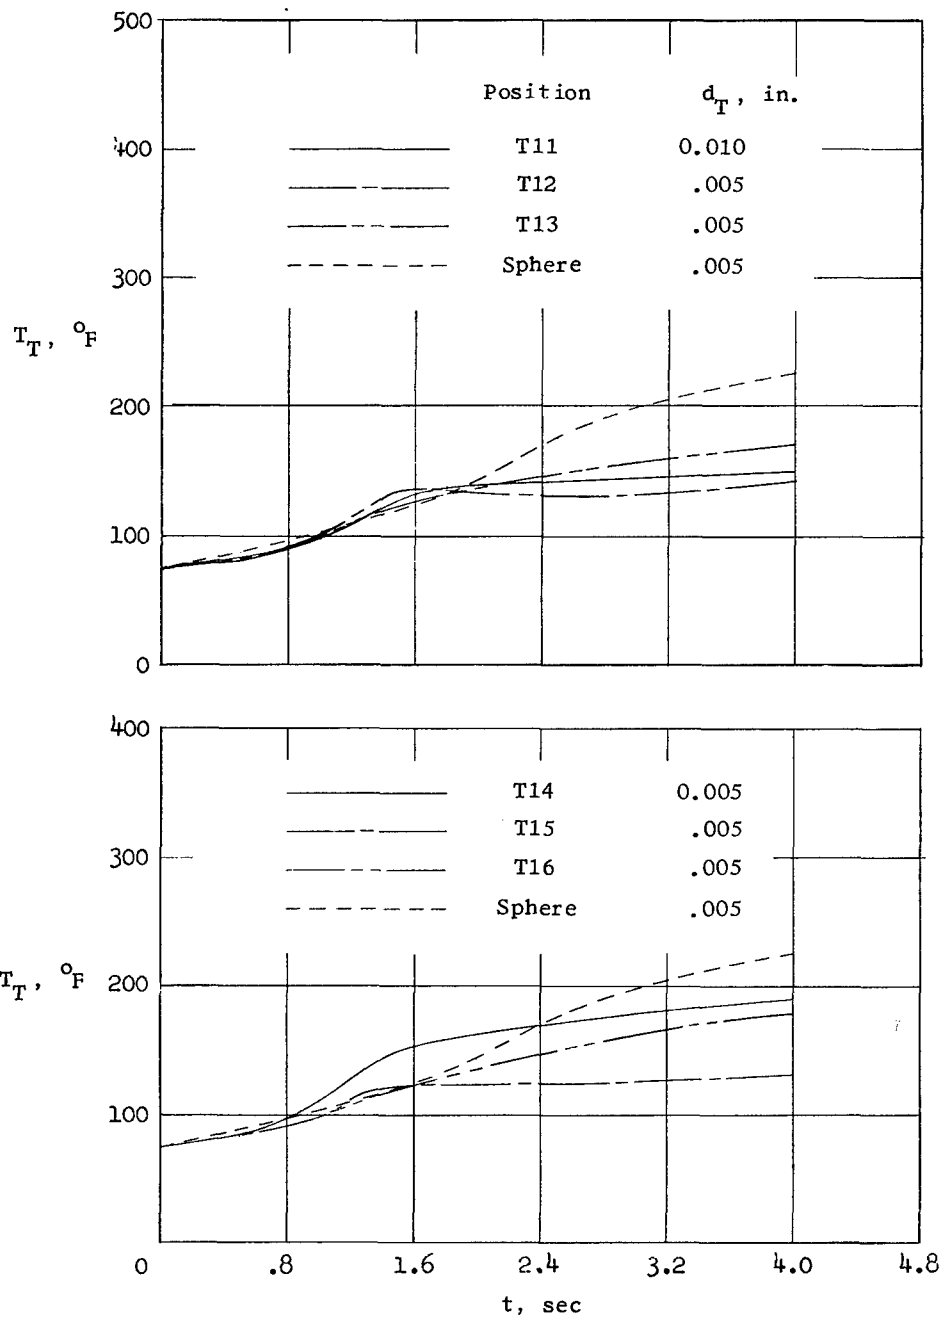 500
Position d_T, in.
400
T11 0.010
T12 .005
T13 .005
Sphere .005
300
T_T, °F
200
100
0
400
T14 0.005
T15 .005
300
T16 .005
Sphere .005
T_T, °F
200
100
0 .8 1.6 2.4 3.2 4.0 4.8
t, sec